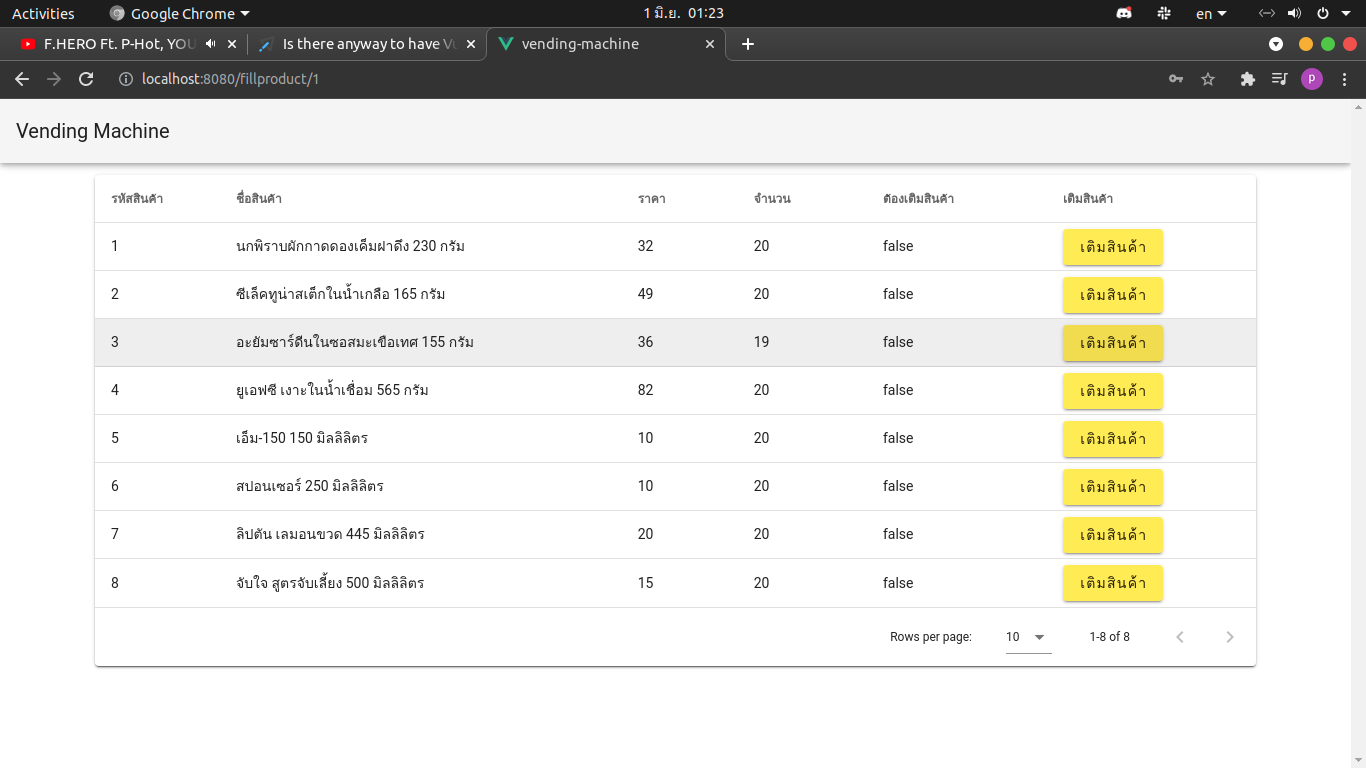 Activities Google Chrome 1 มิ.ย. 01:23 en
F.HERO Ft. P-Hot, YOU Is there anyway to have Vu vending-machine
localhost:8080/fillproduct/1 p
Vending Machine
รหัสสินค้า ชื่อสินค้า ราคา จำนวน ต้องเติมสินค้า เติมสินค้า
1 นกพิราบผักกาดดองเค็มฝาดึง 230 กรัม 32 20 false เติมสินค้า
2 ซีเล็คทูน่าสเต็กในน้ำเกลือ 165 กรัม 49 20 false เติมสินค้า
3 อะยัมซาร์ดีนในซอสมะเขือเทศ 155 กรัม 36 19 false เติมสินค้า
4 ยูเอฟซี เงาะในน้ำเชื่อม 565 กรัม 82 20 false เติมสินค้า
5 เอ็ม-150 150 มิลลิลิตร 10 20 false เติมสินค้า
6 สปอนเซอร์ 250 มิลลิลิตร 10 20 false เติมสินค้า
7 ลิปตัน เลมอนขวด 445 มิลลิลิตร 20 20 false เติมสินค้า
8 จับใจ สูตรจับเลี้ยง 500 มิลลิลิตร 15 20 false เติมสินค้า
Rows per page: 10 1-8 of 8